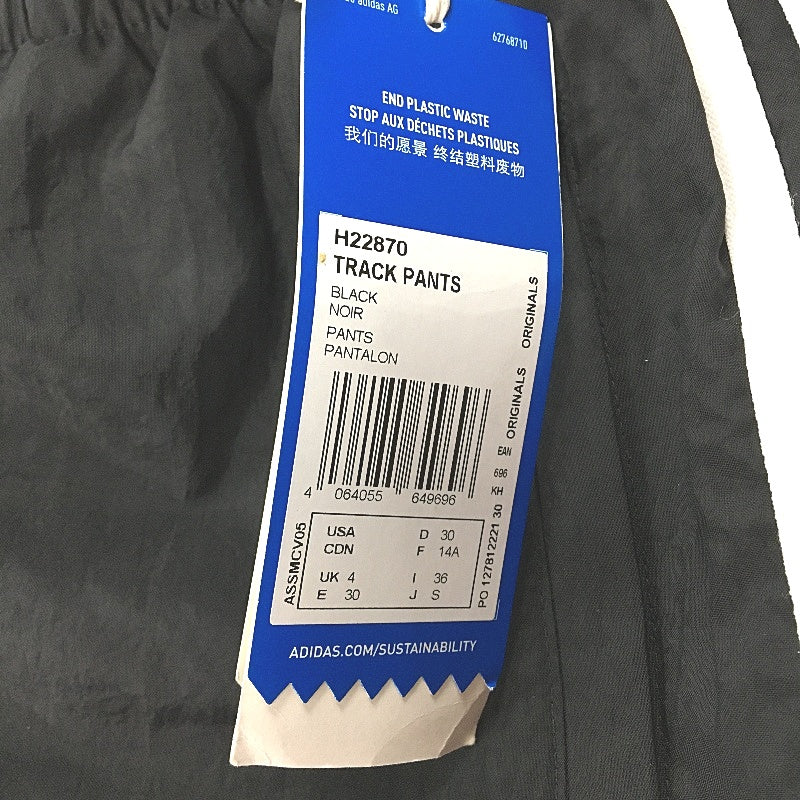 adidas AG
62768710
END PLASTIC WASTE
STOP AUX DÉCHETS PLASTIQUES
我们的愿景 终结塑料废物
H22870
TRACK PANTS
BLACK
NOIR
PANTS
PANTALON
ORIGINALS
ORIGINALS
EAN
696
KH
4 064055 649696
ASSMCV05
USA D 30
CDN F 14A
UK 4 I 36
E 30 J S
PO 127812221 30
ADIDAS.COM/SUSTAINABILITY